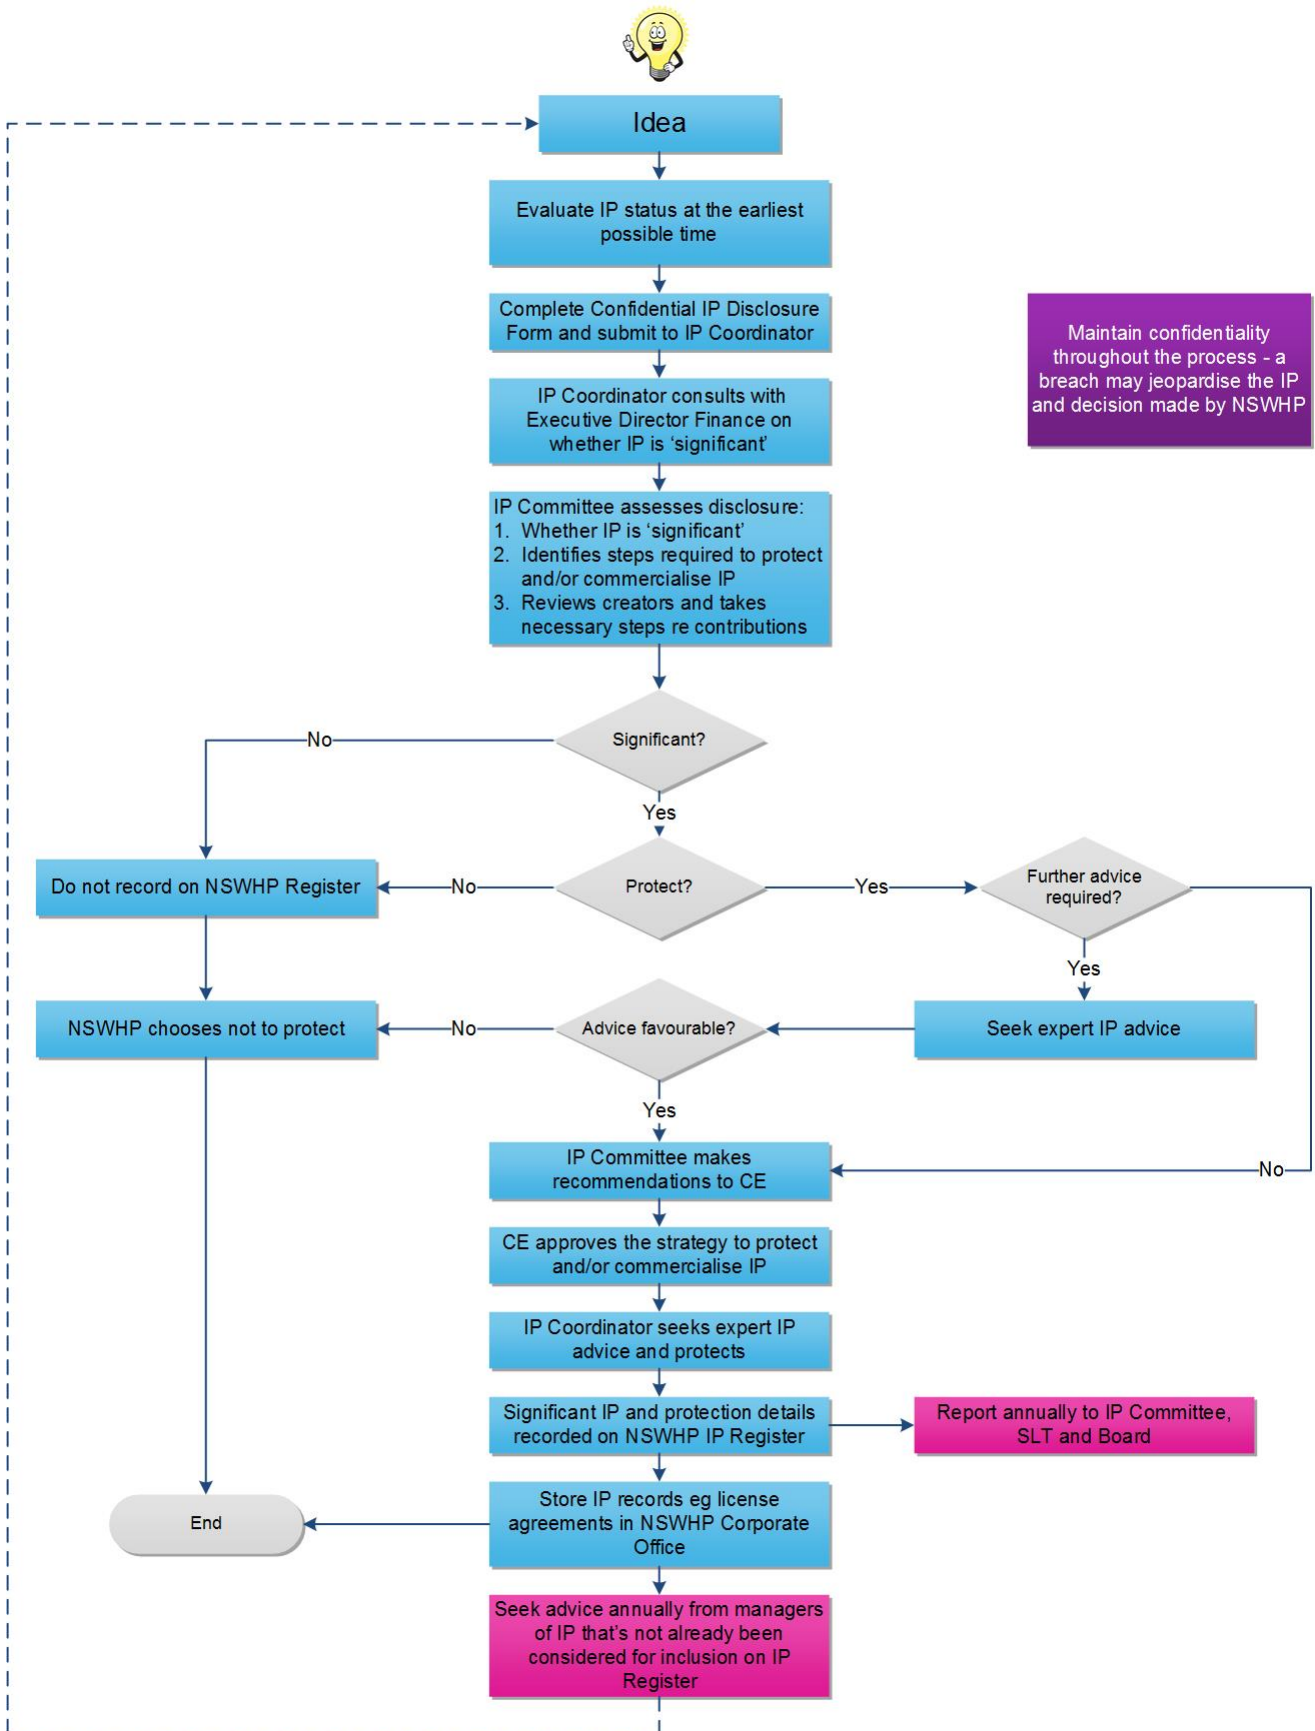 Idea
Evaluate IP status at the earliest
possible time
Complete Confidential IP Disclosure
Form and submit to IP Coordinator
Maintain confidentiality
throughout the process - a
breach may jeopardise the IP
and decision made by NSWHP
IP Coordinator consults with
Executive Director Finance on
whether IP is ‘significant’
IP Committee assesses disclosure:
1. Whether IP is ‘significant’
2. Identifies steps required to protect
and/or commercialise IP
3. Reviews creators and takes
necessary steps re contributions
Significant?
No
Yes
Do not record on NSWHP Register
No
Protect?
Yes
Further advice
required?
Yes
NSWHP chooses not to protect
No
Advice favourable?
Seek expert IP advice
Yes
IP Committee makes
recommendations to CE
No
CE approves the strategy to protect
and/or commercialise IP
IP Coordinator seeks expert IP
advice and protects
Significant IP and protection details
recorded on NSWHP IP Register
Report annually to IP Committee,
SLT and Board
End
Store IP records eg license
agreements in NSWHP Corporate
Office
Seek advice annually from managers
of IP that’s not already been
considered for inclusion on IP
Register